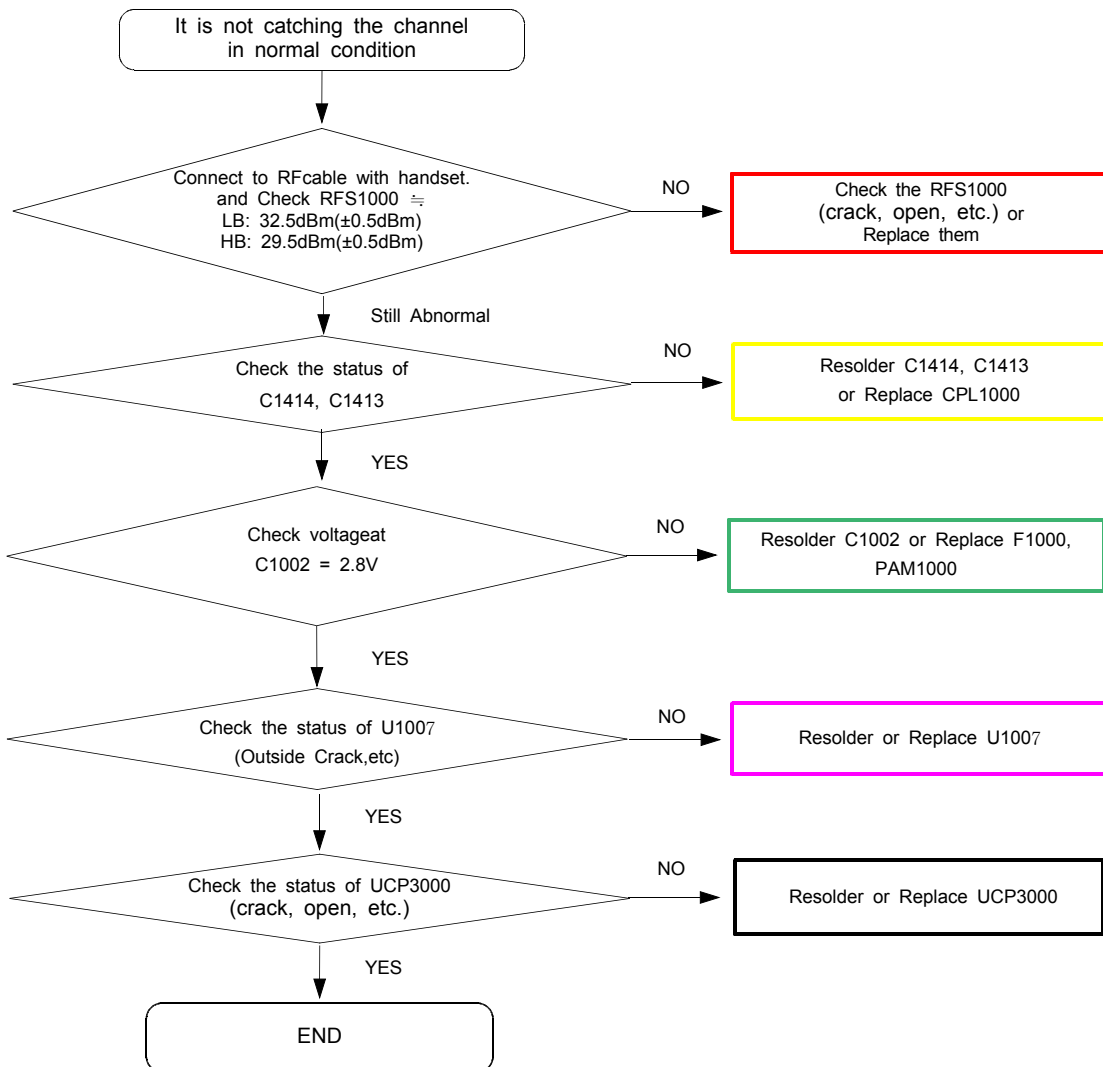 It is not catching the channel
in normal condition
Connect to RFcable with handset.
and Check RFS1000 ≒
LB: 32.5dBm(±0.5dBm)
HB: 29.5dBm(±0.5dBm)
NO
Check the RFS1000
(crack, open, etc.) or
Replace them
Still Abnormal
Check the status of
C1414, C1413
NO
Resolder C1414, C1413
or Replace CPL1000
YES
Check voltageat
C1002 = 2.8V
NO
Resolder C1002 or Replace F1000,
PAM1000
YES
Check the status of U1007
(Outside Crack,etc)
NO
Resolder or Replace U1007
YES
Check the status of UCP3000
(crack, open, etc.)
NO
Resolder or Replace UCP3000
YES
END